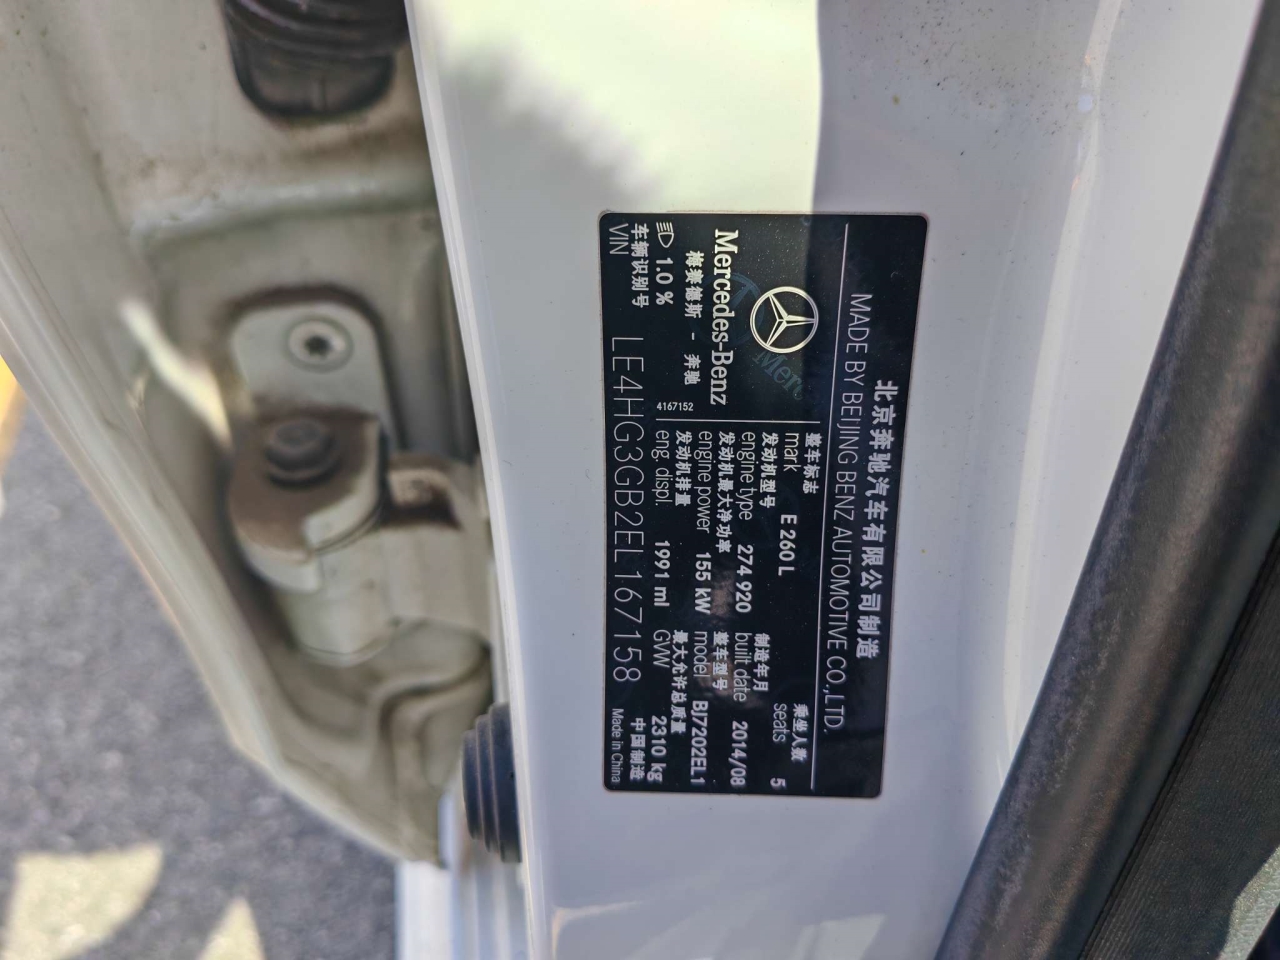 北京奔驰汽车有限公司制造
MADE BY BEIJING BENZ AUTOMOTIVE CO.,LTD.
Mercedes-Benz
梅赛德斯 - 奔驰
4167152
整车标志
mark E 260 L
乘坐人数
seats 5
发动机型号
engine type 274 920
制造年月
built date 2014/08
发动机最大净功率
engine power 155 kW
整车型号
model BJ7202EL1
发动机排量
eng. displ. 1991 ml
最大允许总质量
GVW 2310 kg
1.0 %
车辆识别号
VIN LE4HG3GB2EL167158
中国制造
Made in China